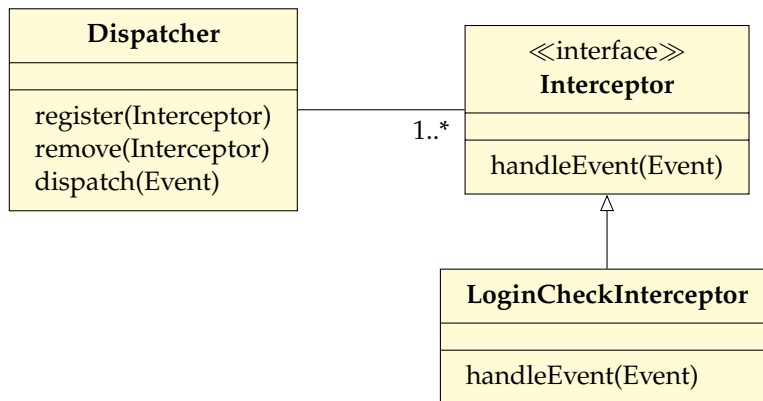 Dispatcher
register(Interceptor)
remove(Interceptor)
dispatch(Event)
1..*
≪interface≫
Interceptor
handleEvent(Event)
LoginCheckInterceptor
handleEvent(Event)